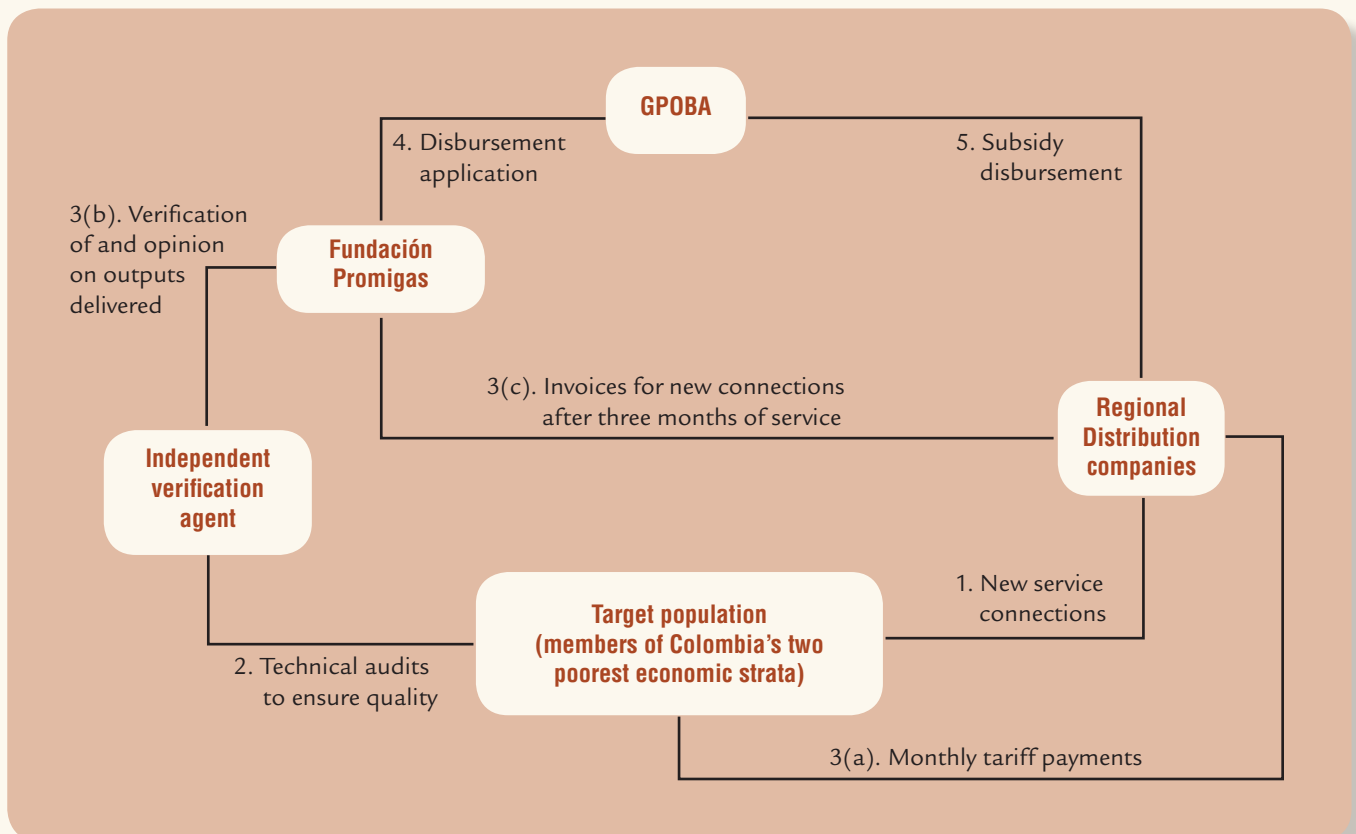 GPOBA
4. Disbursement
application
5. Subsidy
disbursement
3(b). Verification
of and opinion
on outputs
delivered
Fundación
Promigas
3(c). Invoices for new connections
after three months of service
Regional
Distribution
companies
Independent
verification
agent
1. New service
connections
Target population
(members of Colombia’s two
poorest economic strata)
2. Technical audits
to ensure quality
3(a). Monthly tariff payments